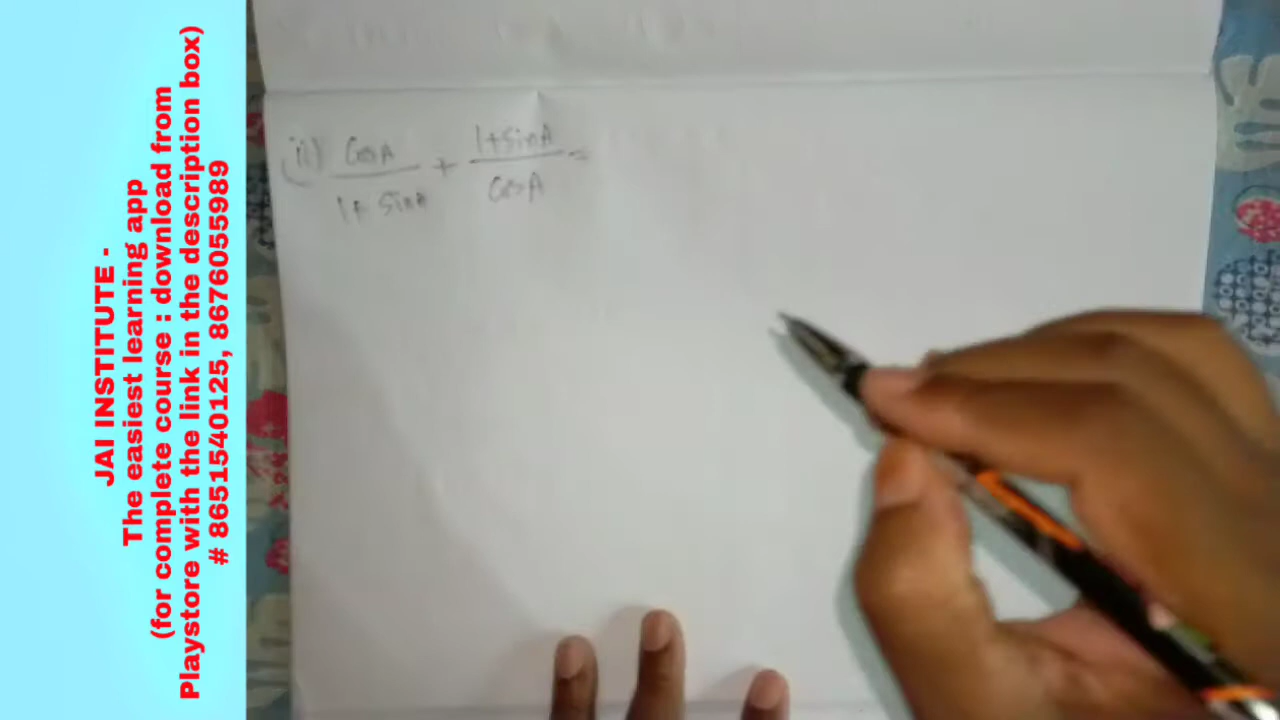 JAI INSTITUTE -
The easiest learning app
(for complete course : download from
Playstore with the link in the description box)
# 8651540125, 8676055989
ii) CosA/1+ SinA + 1+SinA/CosA =